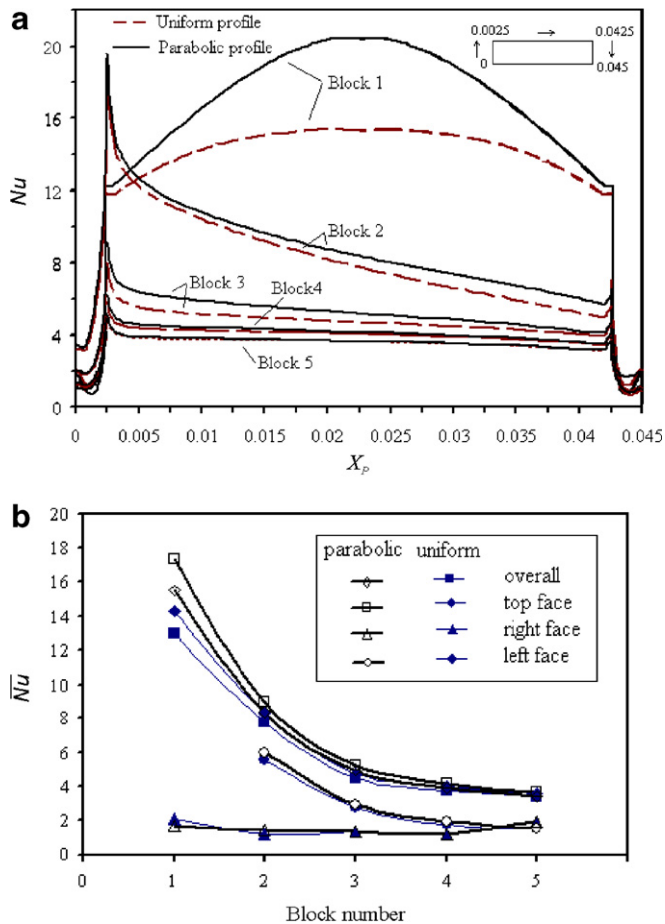 a
Uniform profile
Parabolic profile
0.0025
0.0425
0
0.045
Block 1
Block 2
Block 3
Block4
Block 5
20
16
12
8
4
0
Nu
0 0.005 0.01 0.015 0.02 0.025 0.03 0.035 0.04 0.045
XP
b
parabolic uniform
overall
top face
right face
left face
20
18
16
14
12
10
8
6
4
2
0
Nu
0 1 2 3 4 5
Block number